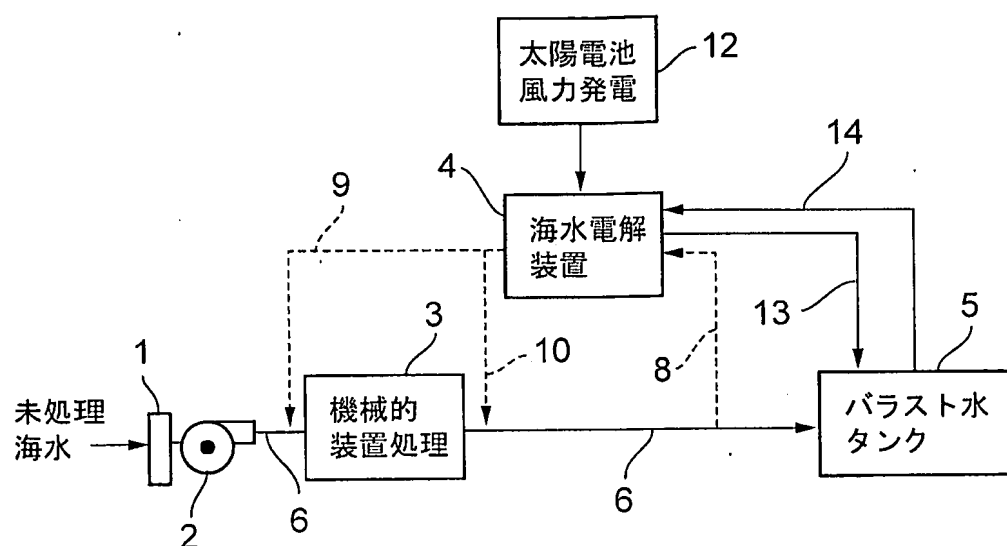 太陽電池
風力発電
12
14
4
9
海水電解
装置
13
5
3
10
8
1
未処理
海水
機械的
装置処理
バラスト水
タンク
2
6
6